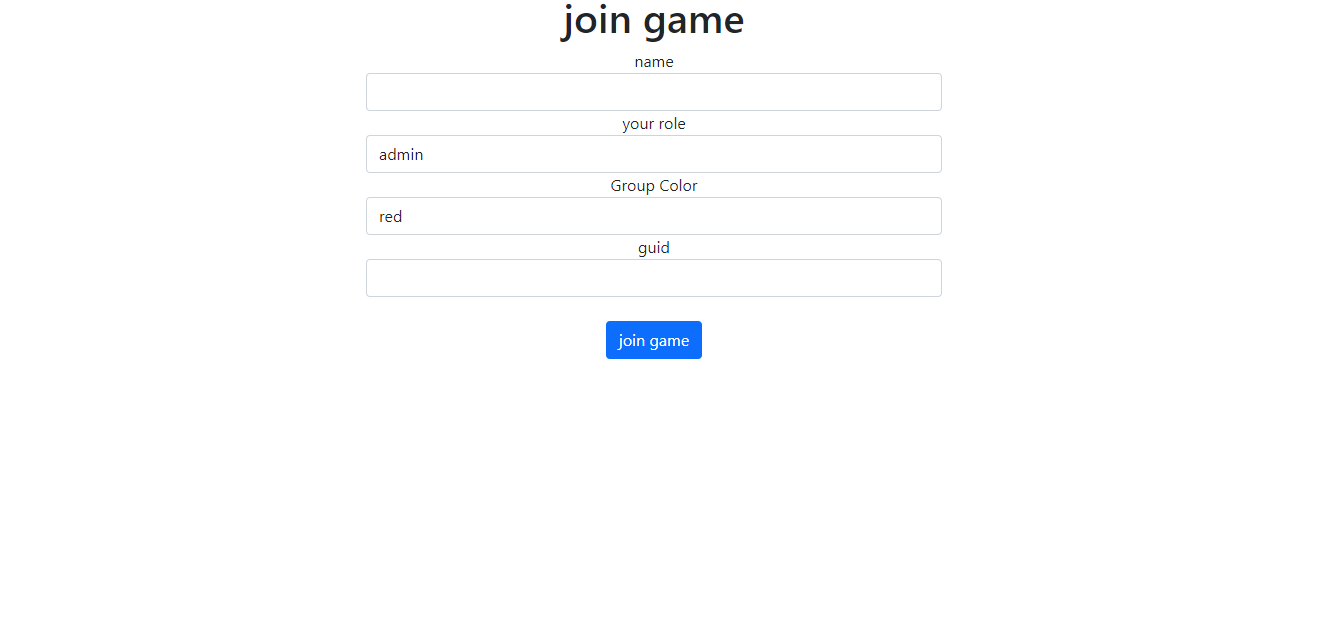 join game
name
your role
admin
Group Color
red
guid
join game